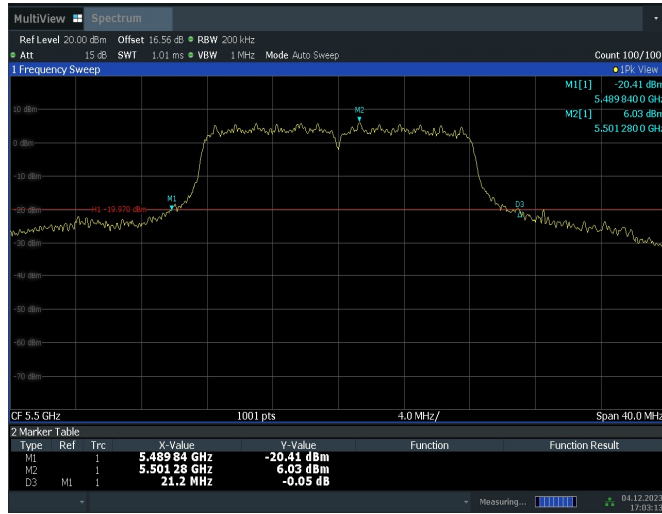 MultiView Spectrum
Ref Level 20.00 dBm Offset 16.56 dB RBW 200 kHz
Att 15 dB SWT 1.01 ms VBW 1 MHz Mode Auto Sweep Count 100/100
1 Frequency Sweep 1Pk View
M1[1] -20.41 dBm
5.489 840 0 GHz
M2[1] 6.03 dBm
5.501 280 0 GHz
M2
10 dBm
0 dBm
-10 dBm
M1
D3
-20 dBm H1 -19.970 dBm
-30 dBm
-40 dBm
-50 dBm
-60 dBm
-70 dBm
CF 5.5 GHz 1001 pts 4.0 MHz/ Span 40.0 MHz
2 Marker Table
Type Ref Trc X-Value Y-Value Function Function Result
M1 1 5.489 84 GHz -20.41 dBm
M2 1 5.501 28 GHz 6.03 dBm
D3 M1 1 21.2 MHz -0.05 dB
Measuring... 04.12.2023
17:03:13